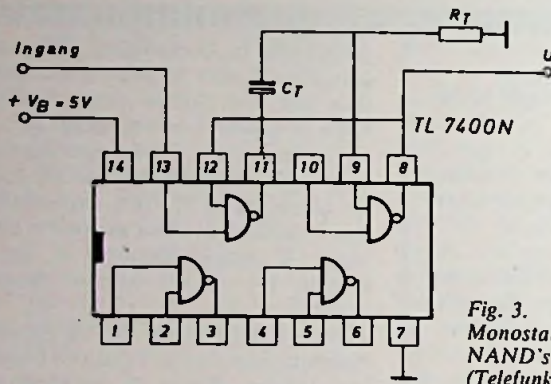 R_T
Ingang
U
C_T
+ V_B = 5V
TL 7400N
14 13 12 11 10 9 8
1 2 3 4 5 6 7
Fig. 3.
Monosta
NAND's
(Telefunk